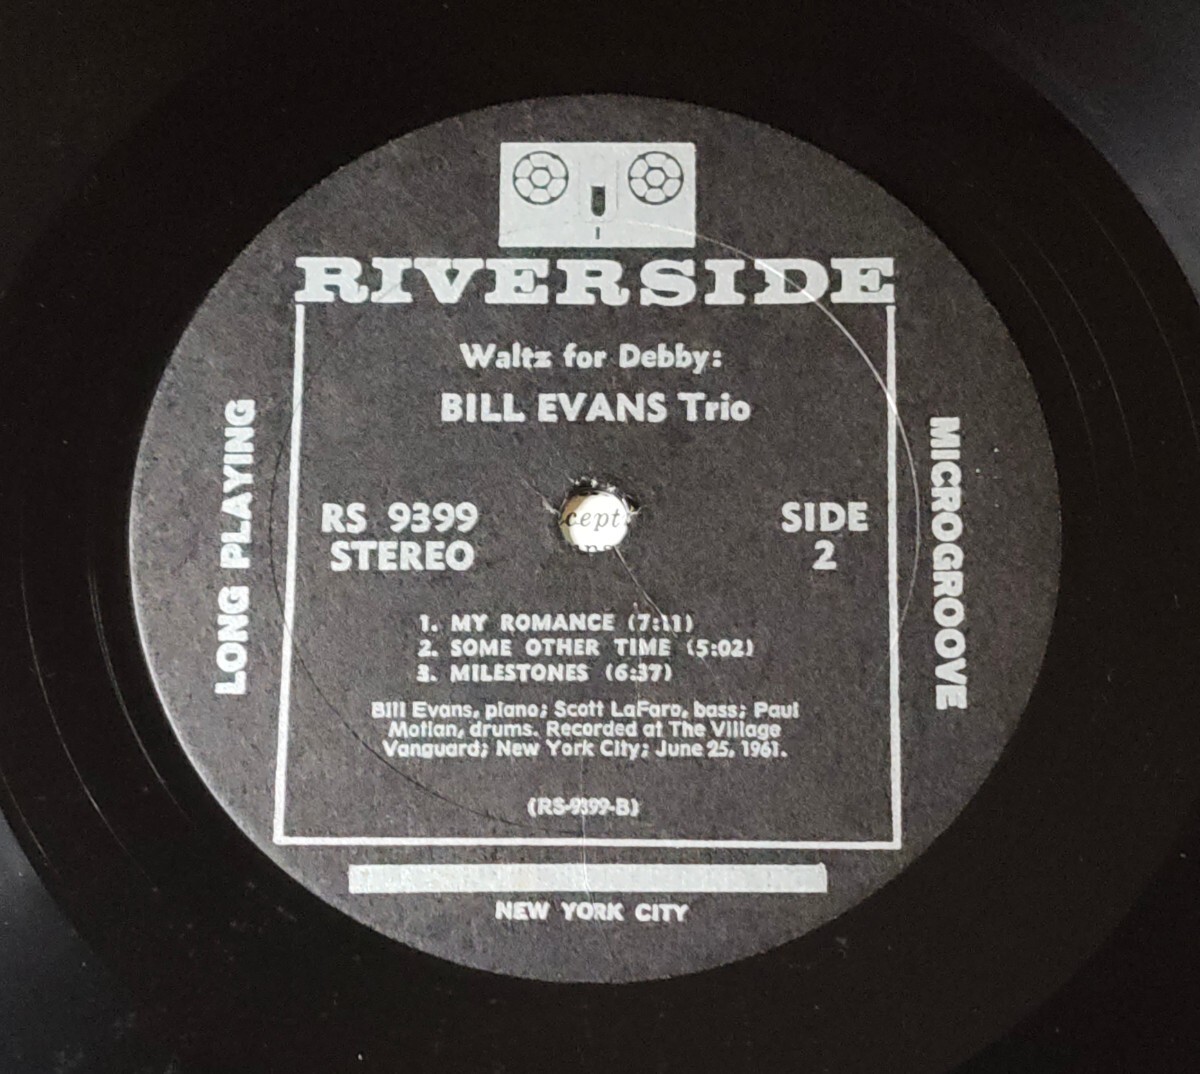 RIVERSIDE
Waltz for Debby:
BILL EVANS Trio
LONG PLAYING
MICROGROOVE
RS 9399
STEREO
SIDE
2
cept
1. MY ROMANCE (7:11)
2. SOME OTHER TIME (5:02)
3. MILESTONES (6:37)
Bill Evans, piano; Scott LaFaro, bass; Paul
Motian, drums. Recorded at The Village
Vanguard; New York City; June 25, 1961.
(RS-9399-B)
NEW YORK CITY